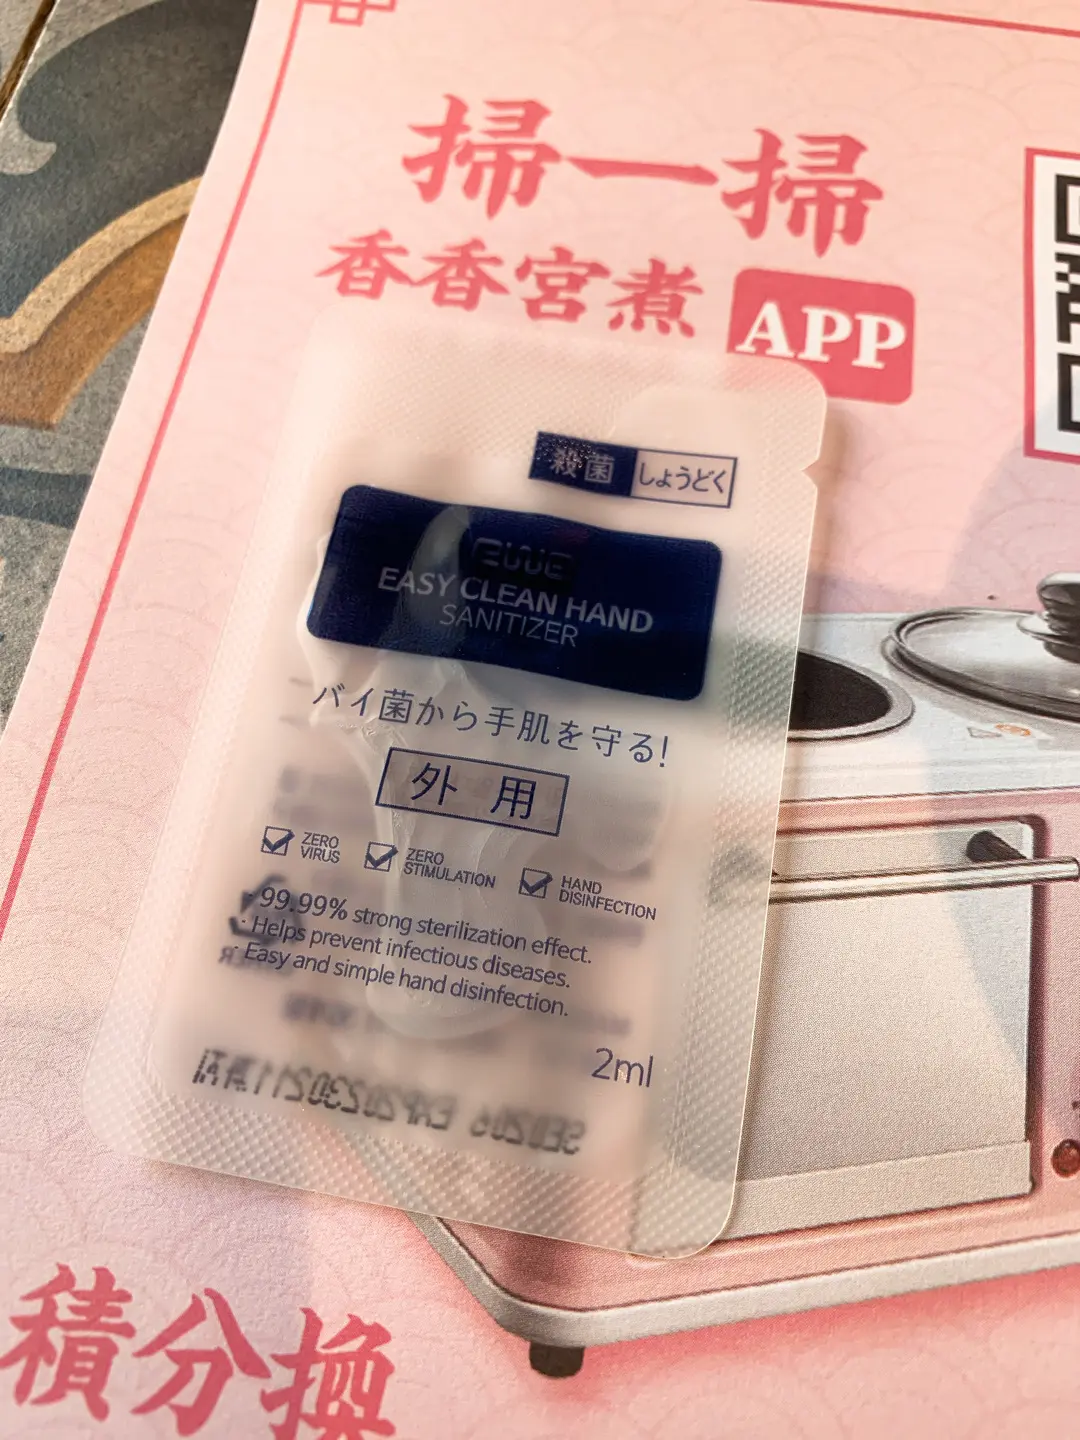 掃一掃
香香宮煮 APP
殺菌 しょうどく
EASY CLEAN HAND
SANITIZER
バイ菌から手肌を守る!
外用
ZERO
VIRUS
ZERO
STIMULATION
HAND
DISINFECTION
· 99.99% strong sterilization effect.
· Helps prevent infectious diseases.
· Easy and simple hand disinfection.
2ml
積分換